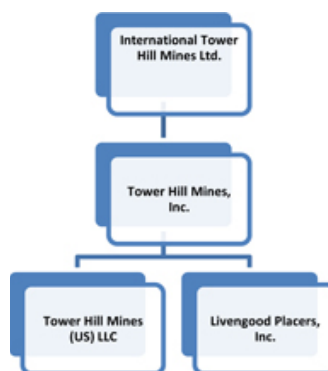 International Tower
Hill Mines Ltd.
Tower Hill Mines,
Inc.
Tower Hill Mines
(US) LLC
Livengood Placers,
Inc.